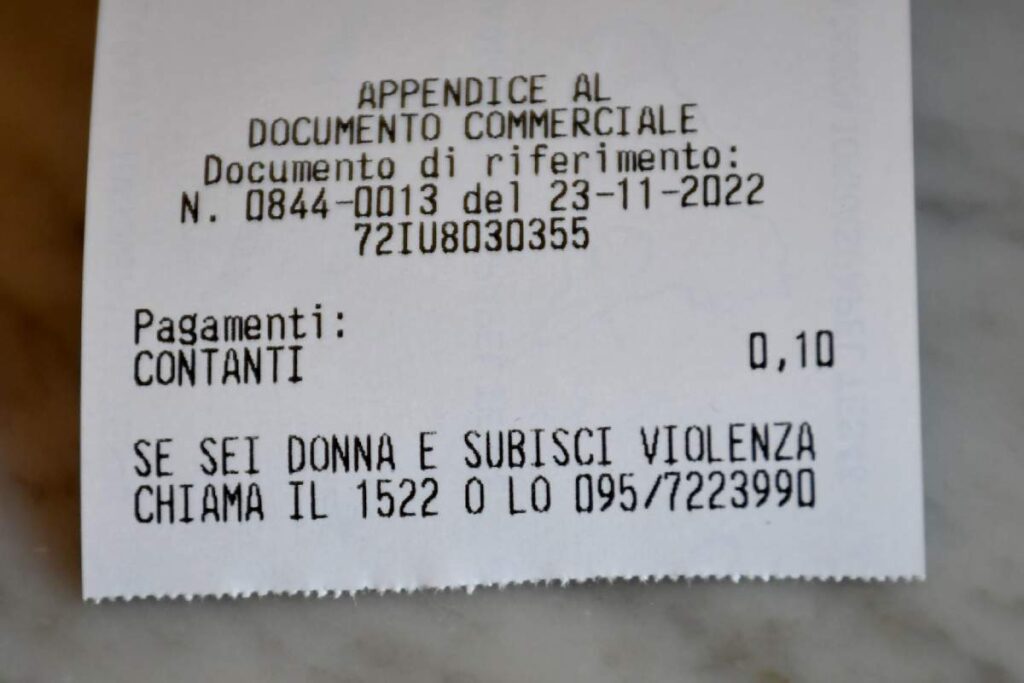 APPENDICE AL
DOCUMENTO COMMERCIALE
Documento di riferimento:
N. 0844-0013 del 23-11-2022
72IU8030355
Pagamenti:
CONTANTI 0,10
SE SEI DONNA E SUBISCI VIOLENZA
CHIAMA IL 1522 O LO 095/7223990